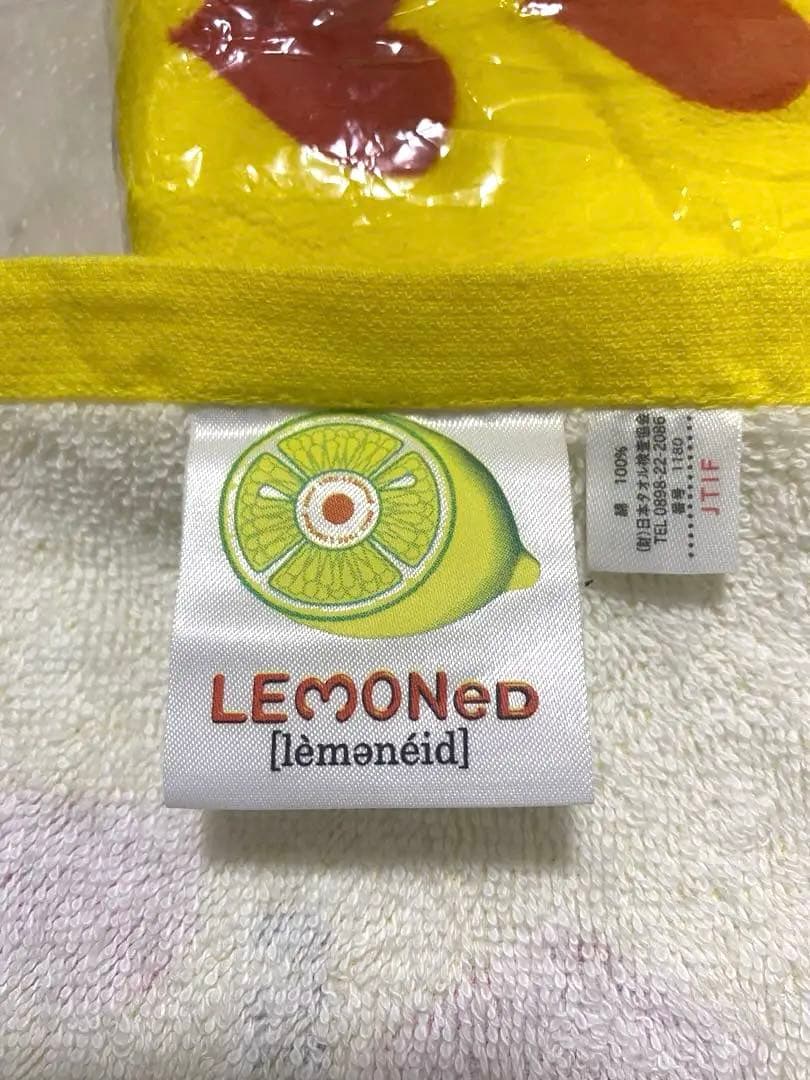 LEMONeD
[lèmənéid]
綿 100%
(財)日本タオル検査協会
TEL 0898-22-2086
番号 1180
JTIF